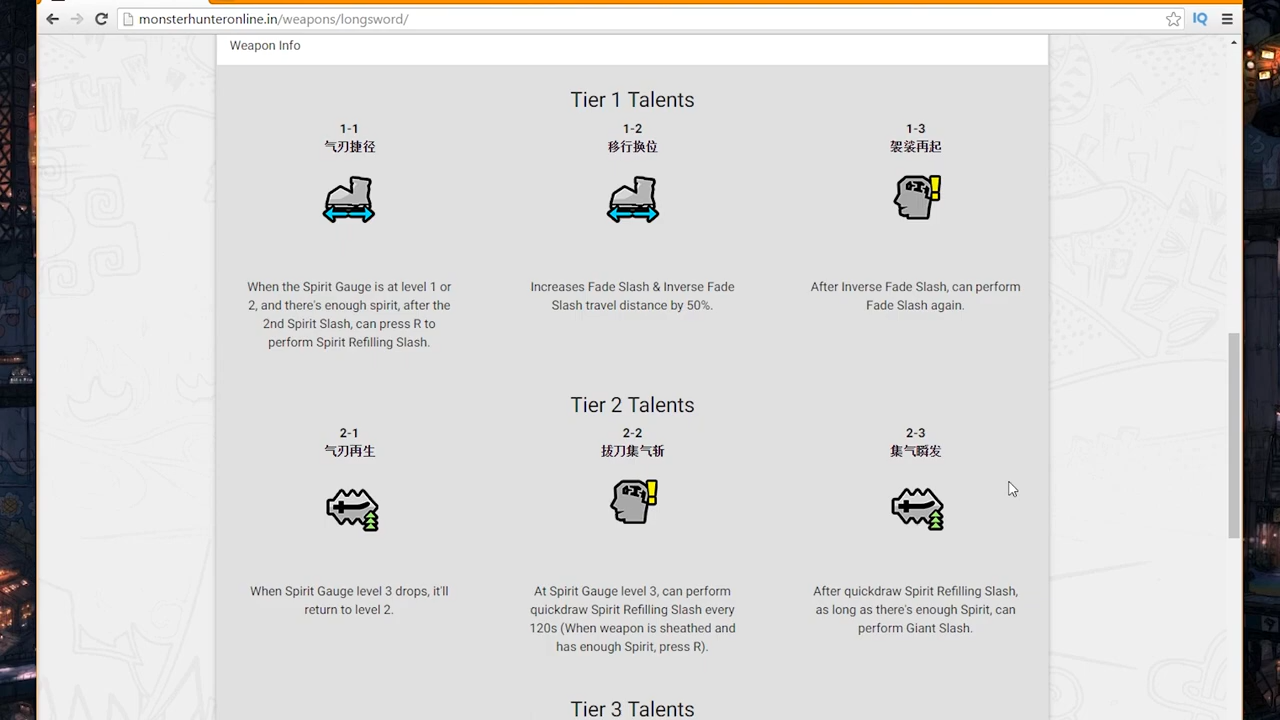 monsterhunteronline.in/weapons/longsword/
IQ
Weapon Info
Tier 1 Talents
1-1
气刃捷径
When the Spirit Gauge is at level 1 or
2, and there's enough spirit, after the
2nd Spirit Slash, can press R to
perform Spirit Refilling Slash.
1-2
移行换位
Increases Fade Slash & Inverse Fade
Slash travel distance by 50%.
1-3
袈裟再起
After Inverse Fade Slash, can perform
Fade Slash again.
Tier 2 Talents
2-1
气刃再生
When Spirit Gauge level 3 drops, it'll
return to level 2.
2-2
拔刀集气斩
At Spirit Gauge level 3, can perform
quickdraw Spirit Refilling Slash every
120s (When weapon is sheathed and
has enough Spirit, press R).
2-3
集气瞬发
After quickdraw Spirit Refilling Slash,
as long as there's enough Spirit, can
perform Giant Slash.
Tier 3 Talents